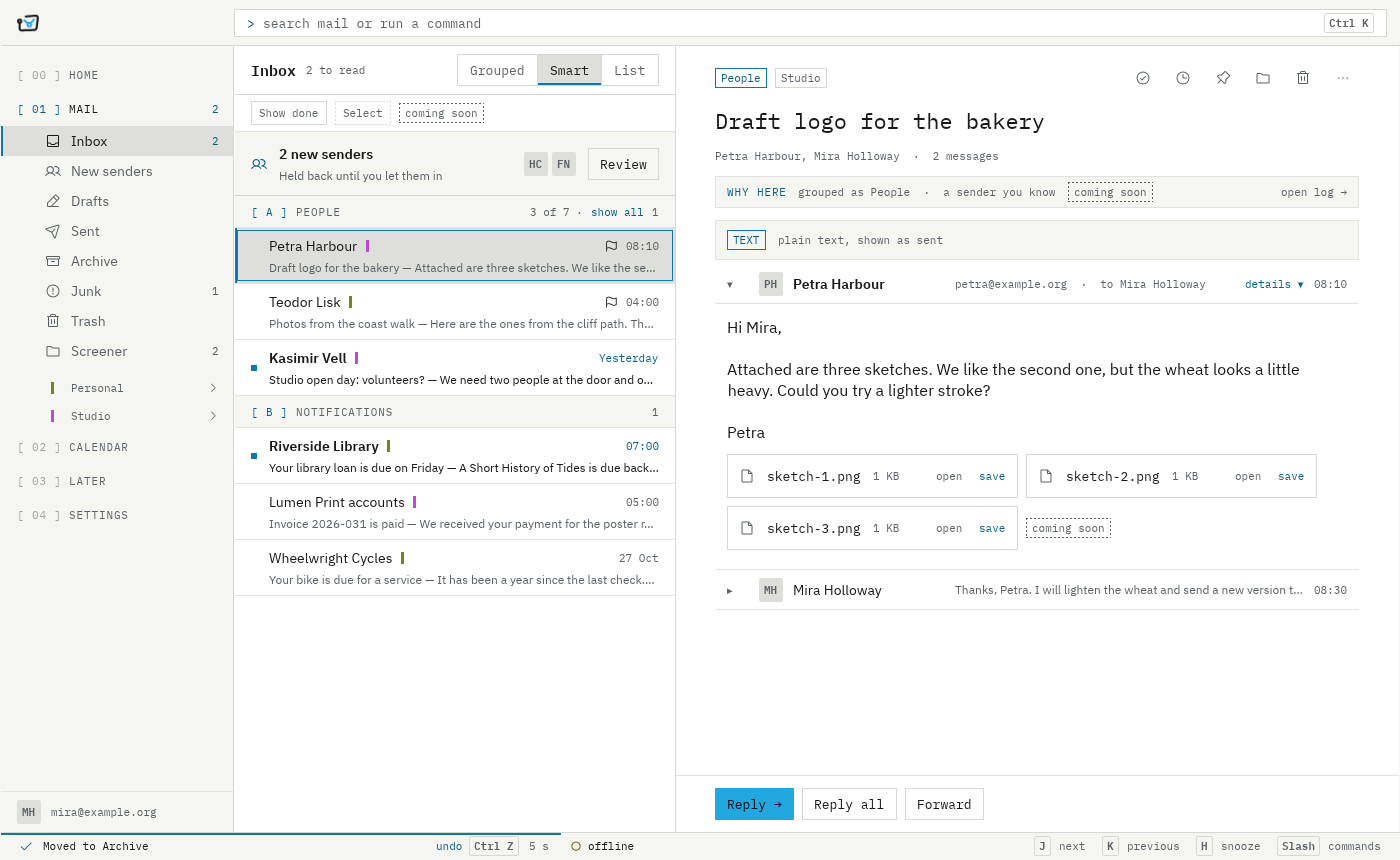 > search mail or run a command Ctrl K
[ 00 ] HOME
[ 01 ] MAIL 2
Inbox 2
New senders
Drafts
Sent
Archive
Junk 1
Trash
Screener 2
Personal
Studio
[ 02 ] CALENDAR
[ 03 ] LATER
[ 04 ] SETTINGS
MH mira@example.org
Inbox 2 to read Grouped Smart List
Show done Select coming soon
2 new senders
Held back until you let them in
HC FN Review
[ A ] PEOPLE 3 of 7 · show all 1
Petra Harbour 08:10
Draft logo for the bakery — Attached are three sketches. We like the se…
Teodor Lisk 04:00
Photos from the coast walk — Here are the ones from the cliff path. Th…
Kasimir Vell Yesterday
Studio open day: volunteers? — We need two people at the door and o…
[ B ] NOTIFICATIONS 1
Riverside Library 07:00
Your library loan is due on Friday — A Short History of Tides is due back…
Lumen Print accounts 05:00
Invoice 2026-031 is paid — We received your payment for the poster r…
Wheelwright Cycles 27 Oct
Your bike is due for a service — It has been a year since the last check.…
People Studio ···
Draft logo for the bakery
Petra Harbour, Mira Holloway · 2 messages
WHY HERE grouped as People · a sender you know coming soon open log →
TEXT plain text, shown as sent
▾ PH Petra Harbour petra@example.org · to Mira Holloway details ▾ 08:10
Hi Mira,
Attached are three sketches. We like the second one, but the wheat looks a little
heavy. Could you try a lighter stroke?
Petra
sketch-1.png 1 KB open save
sketch-2.png 1 KB open save
sketch-3.png 1 KB open save
coming soon
▸ MH Mira Holloway Thanks, Petra. I will lighten the wheat and send a new version t… 08:30
Reply → Reply all Forward
Moved to Archive undo Ctrl Z 5 s offline J next K previous H snooze Slash commands